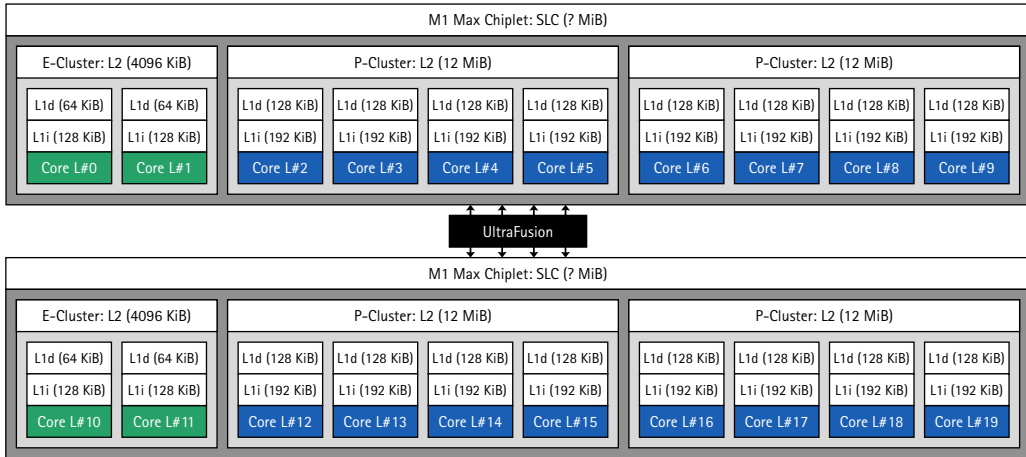 M1 Max Chiplet: SLC (? MiB)
E-Cluster: L2 (4096 KiB)
P-Cluster: L2 (12 MiB)
P-Cluster: L2 (12 MiB)
L1d (64 KiB) L1d (64 KiB) L1d (128 KiB) L1d (128 KiB) L1d (128 KiB) L1d (128 KiB) L1d (128 KiB) L1d (128 KiB) L1d (128 KiB) L1d (128 KiB)
L1i (128 KiB) L1i (128 KiB) L1i (192 KiB) L1i (192 KiB) L1i (192 KiB) L1i (192 KiB) L1i (192 KiB) L1i (192 KiB) L1i (192 KiB) L1i (192 KiB)
Core L#0 Core L#1 Core L#2 Core L#3 Core L#4 Core L#5 Core L#6 Core L#7 Core L#8 Core L#9
UltraFusion
M1 Max Chiplet: SLC (? MiB)
E-Cluster: L2 (4096 KiB)
P-Cluster: L2 (12 MiB)
P-Cluster: L2 (12 MiB)
L1d (64 KiB) L1d (64 KiB) L1d (128 KiB) L1d (128 KiB) L1d (128 KiB) L1d (128 KiB) L1d (128 KiB) L1d (128 KiB) L1d (128 KiB) L1d (128 KiB)
L1i (128 KiB) L1i (128 KiB) L1i (192 KiB) L1i (192 KiB) L1i (192 KiB) L1i (192 KiB) L1i (192 KiB) L1i (192 KiB) L1i (192 KiB) L1i (192 KiB)
Core L#10 Core L#11 Core L#12 Core L#13 Core L#14 Core L#15 Core L#16 Core L#17 Core L#18 Core L#19